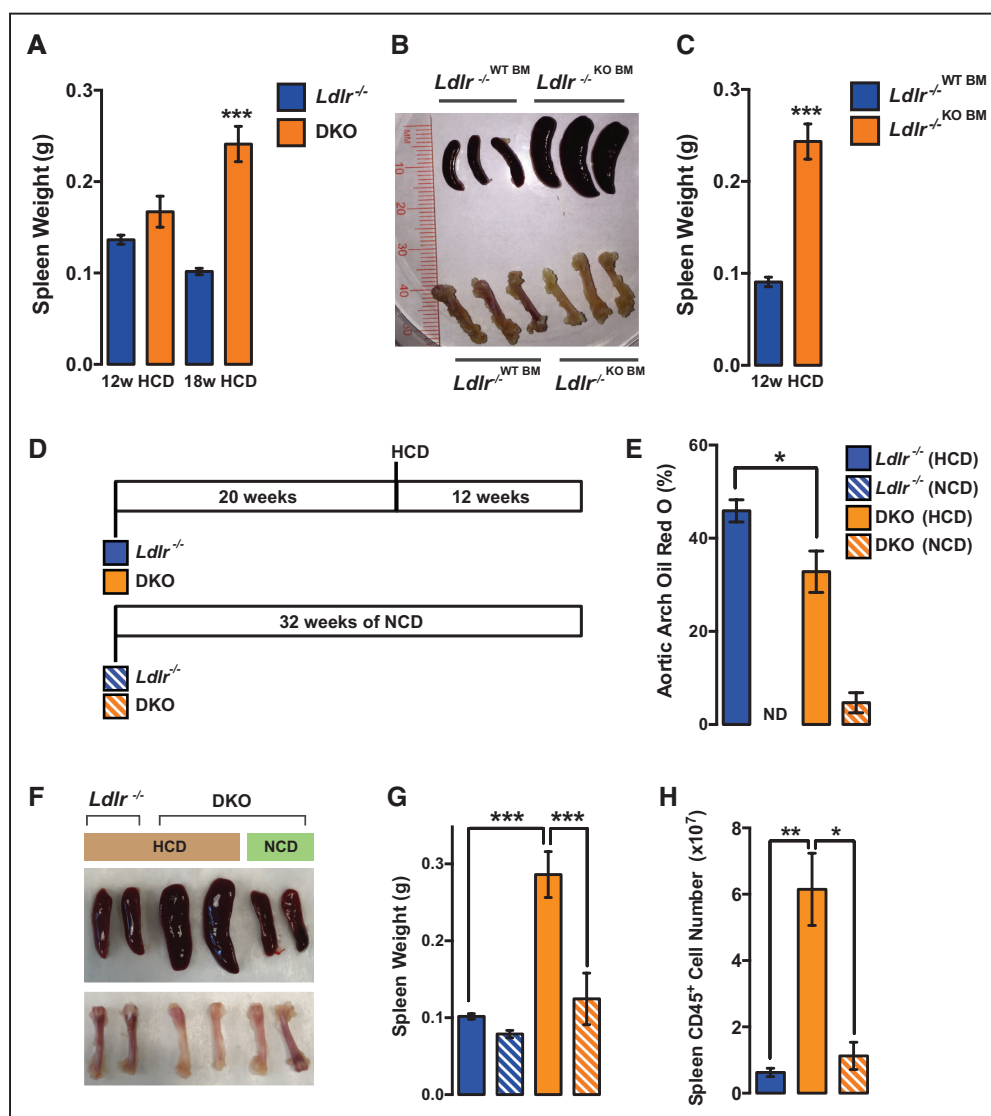 A
Spleen Weight (g)
0.3
0.2
0.1
0.0
***
12w HCD
18w HCD
Ldlr -/-
DKO
B
Ldlr -/- WT BM
Ldlr -/- KO BM
MM
10
20
30
40
Ldlr -/- WT BM
Ldlr -/- KO BM
C
Spleen Weight (g)
0.3
0.2
0.1
0.0
***
12w HCD
Ldlr -/- WT BM
Ldlr -/- KO BM
D
HCD
20 weeks
12 weeks
Ldlr -/-
DKO
32 weeks of NCD
Ldlr -/-
DKO
E
Aortic Arch Oil Red O (%)
60
40
20
0
*
ND
Ldlr -/- (HCD)
Ldlr -/- (NCD)
DKO (HCD)
DKO (NCD)
F
Ldlr -/-
DKO
HCD
NCD
G
Spleen Weight (g)
0.3
0.2
0.1
0.0
***
***
H
Spleen CD45+ Cell Number (x10⁷)
8
6
4
2
0
**
*